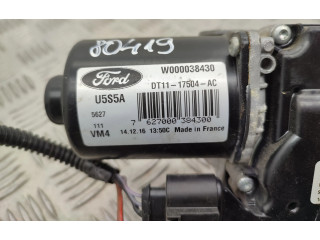 80419
Ford
W000038430
DT11-17504-AC
U5S5A
5627
111
VM4
7 627000 384300
14.12.16 13:50C Made in France